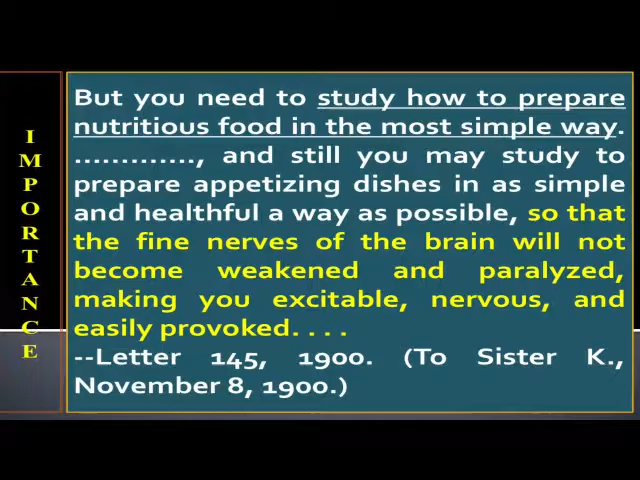 IMPORTANCE
But you need to study how to prepare
nutritious food in the most simple way.
............., and still you may study to
prepare appetizing dishes in as simple
and healthful a way as possible, so that
the fine nerves of the brain will not
become weakened and paralyzed,
making you excitable, nervous, and
easily provoked. . . .
--Letter 145, 1900. (To Sister K.,
November 8, 1900.)